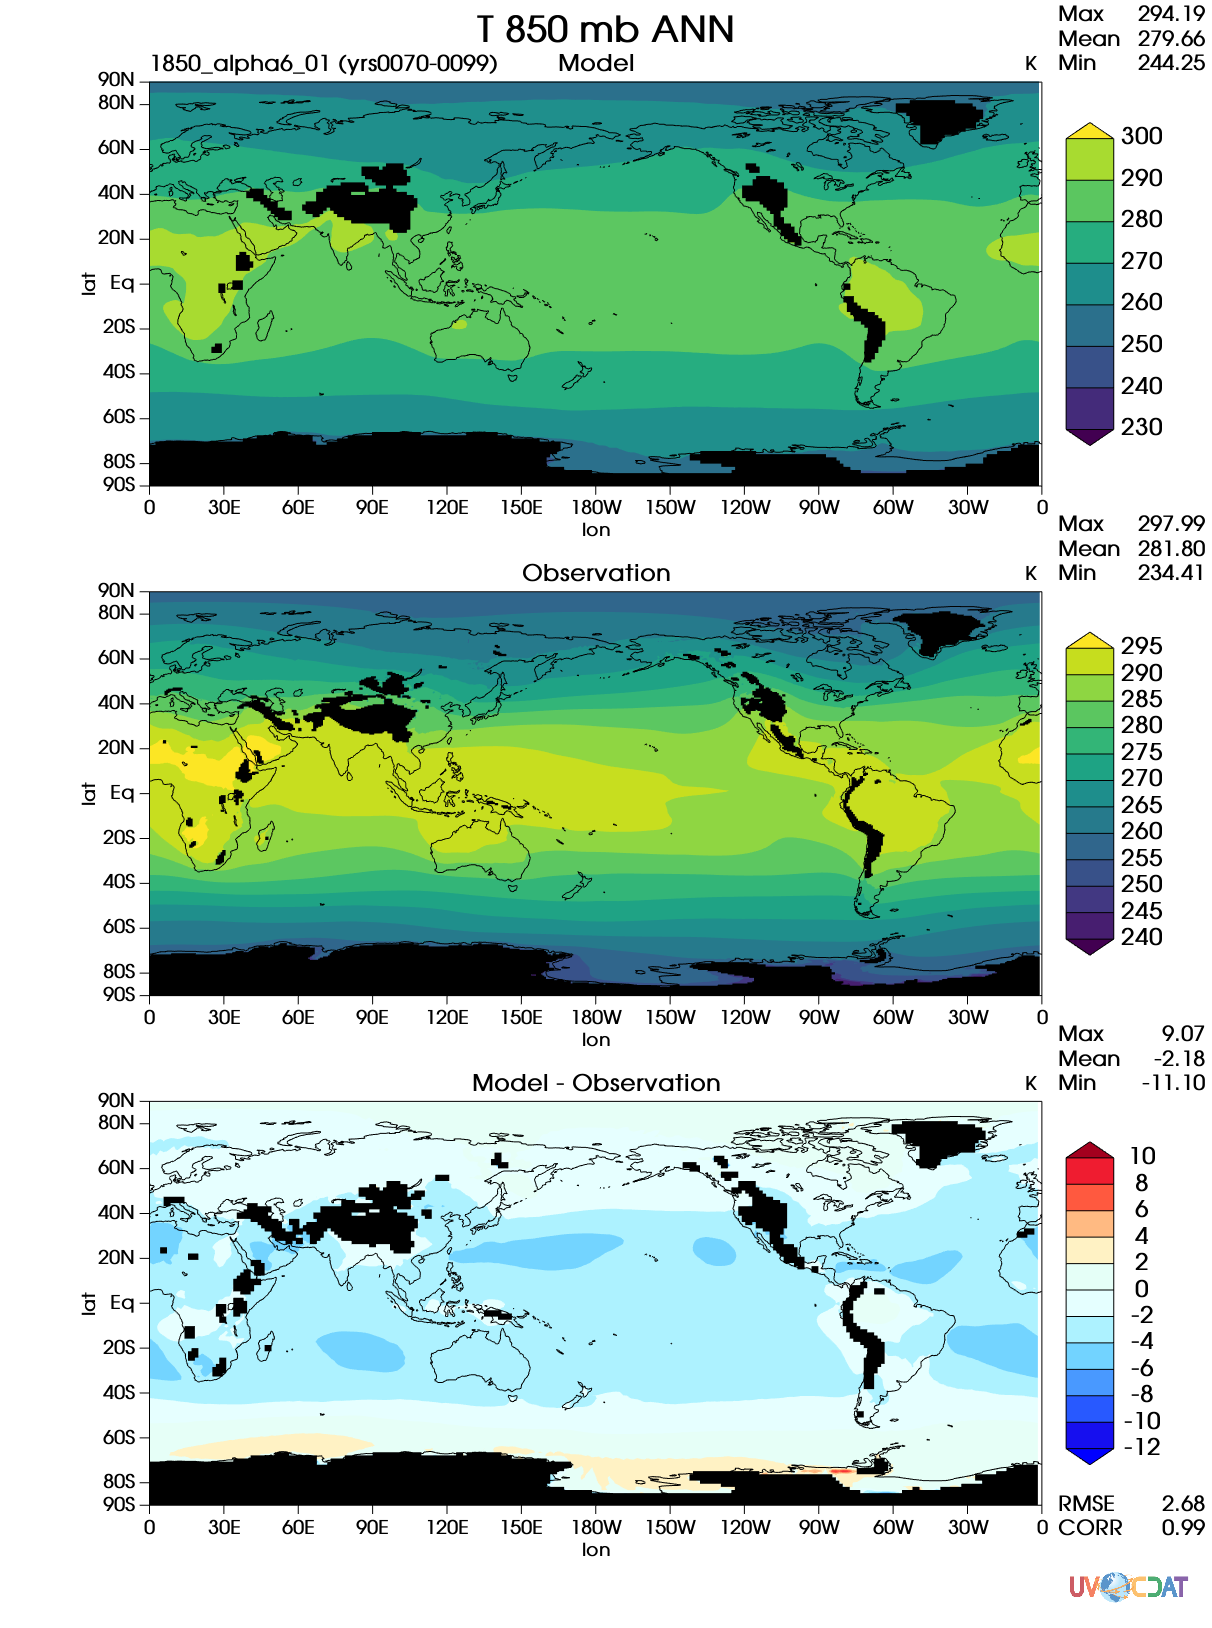 T 850 mb ANN
1850_alpha6_01 (yrs0070-0099) Model K
Max 294.19
Mean 279.66
Min 244.25
90N
80N
60N
40N
20N
Eq
20S
40S
60S
80S
90S
lat
0 30E 60E 90E 120E 150E 180W 150W 120W 90W 60W 30W 0
lon
300
290
280
270
260
250
240
230
Observation K
Max 297.99
Mean 281.80
Min 234.41
90N
80N
60N
40N
20N
Eq
20S
40S
60S
80S
90S
lat
0 30E 60E 90E 120E 150E 180W 150W 120W 90W 60W 30W 0
lon
295
290
285
280
275
270
265
260
255
250
245
240
Model - Observation K
Max 9.07
Mean -2.18
Min -11.10
90N
80N
60N
40N
20N
Eq
20S
40S
60S
80S
90S
lat
0 30E 60E 90E 120E 150E 180W 150W 120W 90W 60W 30W 0
lon
10
8
6
4
2
0
-2
-4
-6
-8
-10
-12
RMSE 2.68
CORR 0.99
UV CDAT